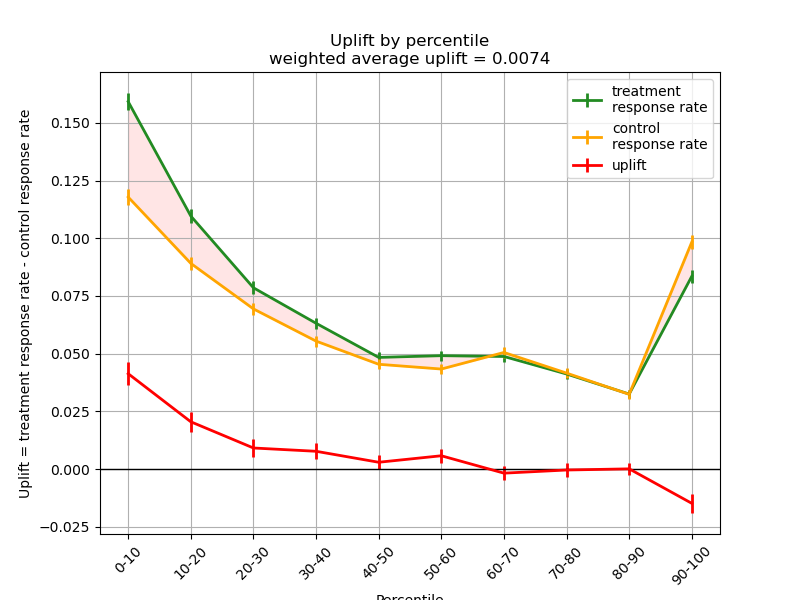 Uplift by percentile
weighted average uplift = 0.0074
treatment
response rate
control
response rate
uplift
Uplift = treatment response rate - control response rate
0.150
0.125
0.100
0.075
0.050
0.025
0.000
−0.025
0-10
10-20
20-30
30-40
40-50
50-60
60-70
70-80
80-90
90-100
Percentile